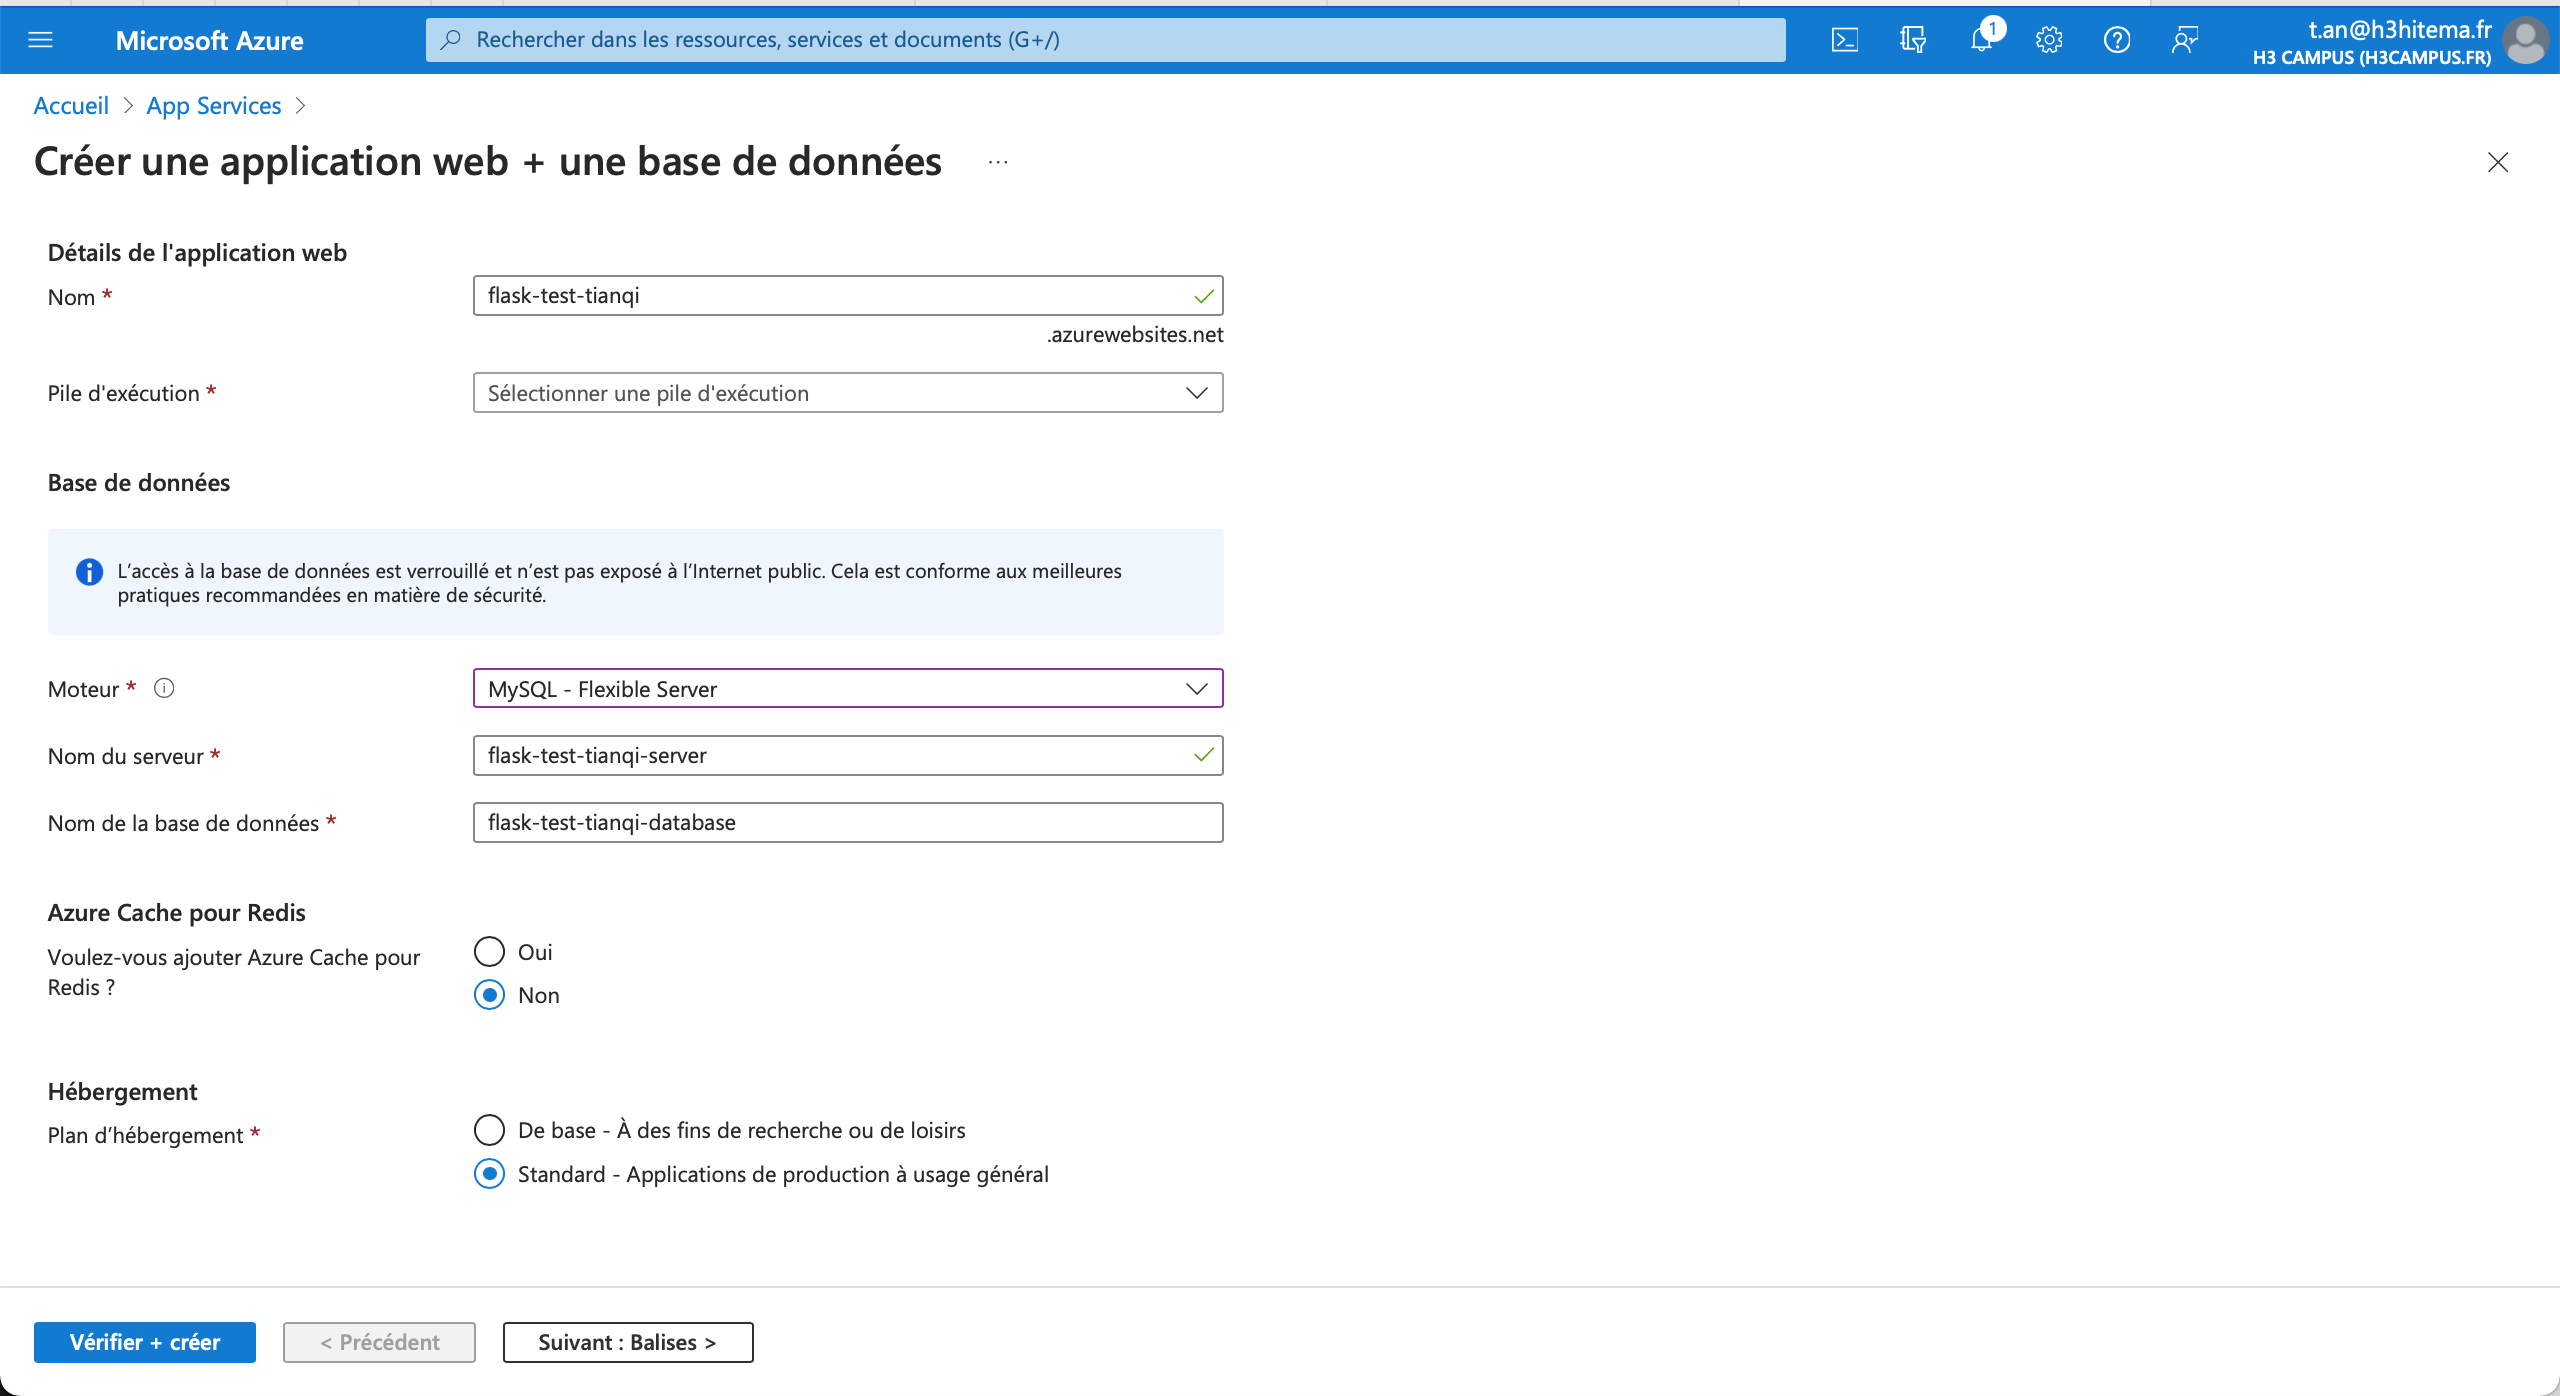 Microsoft Azure
Rechercher dans les ressources, services et documents (G+/)
1
t.an@h3hitema.fr
H3 CAMPUS (H3CAMPUS.FR)
Accueil > App Services >
Créer une application web + une base de données ...
Détails de l'application web
Nom *
flask-test-tianqi
.azurewebsites.net
Pile d'exécution *
Sélectionner une pile d'exécution
Base de données
L’accès à la base de données est verrouillé et n’est pas exposé à l’Internet public. Cela est conforme aux meilleures
pratiques recommandées en matière de sécurité.
Moteur *
MySQL - Flexible Server
Nom du serveur *
flask-test-tianqi-server
Nom de la base de données *
flask-test-tianqi-database
Azure Cache pour Redis
Voulez-vous ajouter Azure Cache pour
Redis ?
Oui
Non
Hébergement
Plan d’hébergement *
De base - À des fins de recherche ou de loisirs
Standard - Applications de production à usage général
Vérifier + créer
< Précédent
Suivant : Balises >